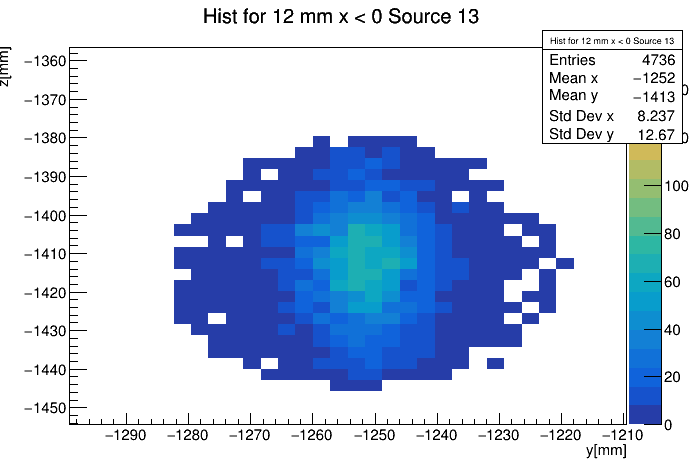 Hist for 12 mm x < 0 Source 13
Hist for 12 mm x < 0 Source 13
Entries 4736
Mean x −1252
Mean y −1413
Std Dev x 8.237
Std Dev y 12.67
z[mm]
−1360
−1370
−1380
−1390
−1400
−1410
−1420
−1430
−1440
−1450
−1290 −1280 −1270 −1260 −1250 −1240 −1230 −1220 −1210
y[mm]
100
80
60
40
20
0